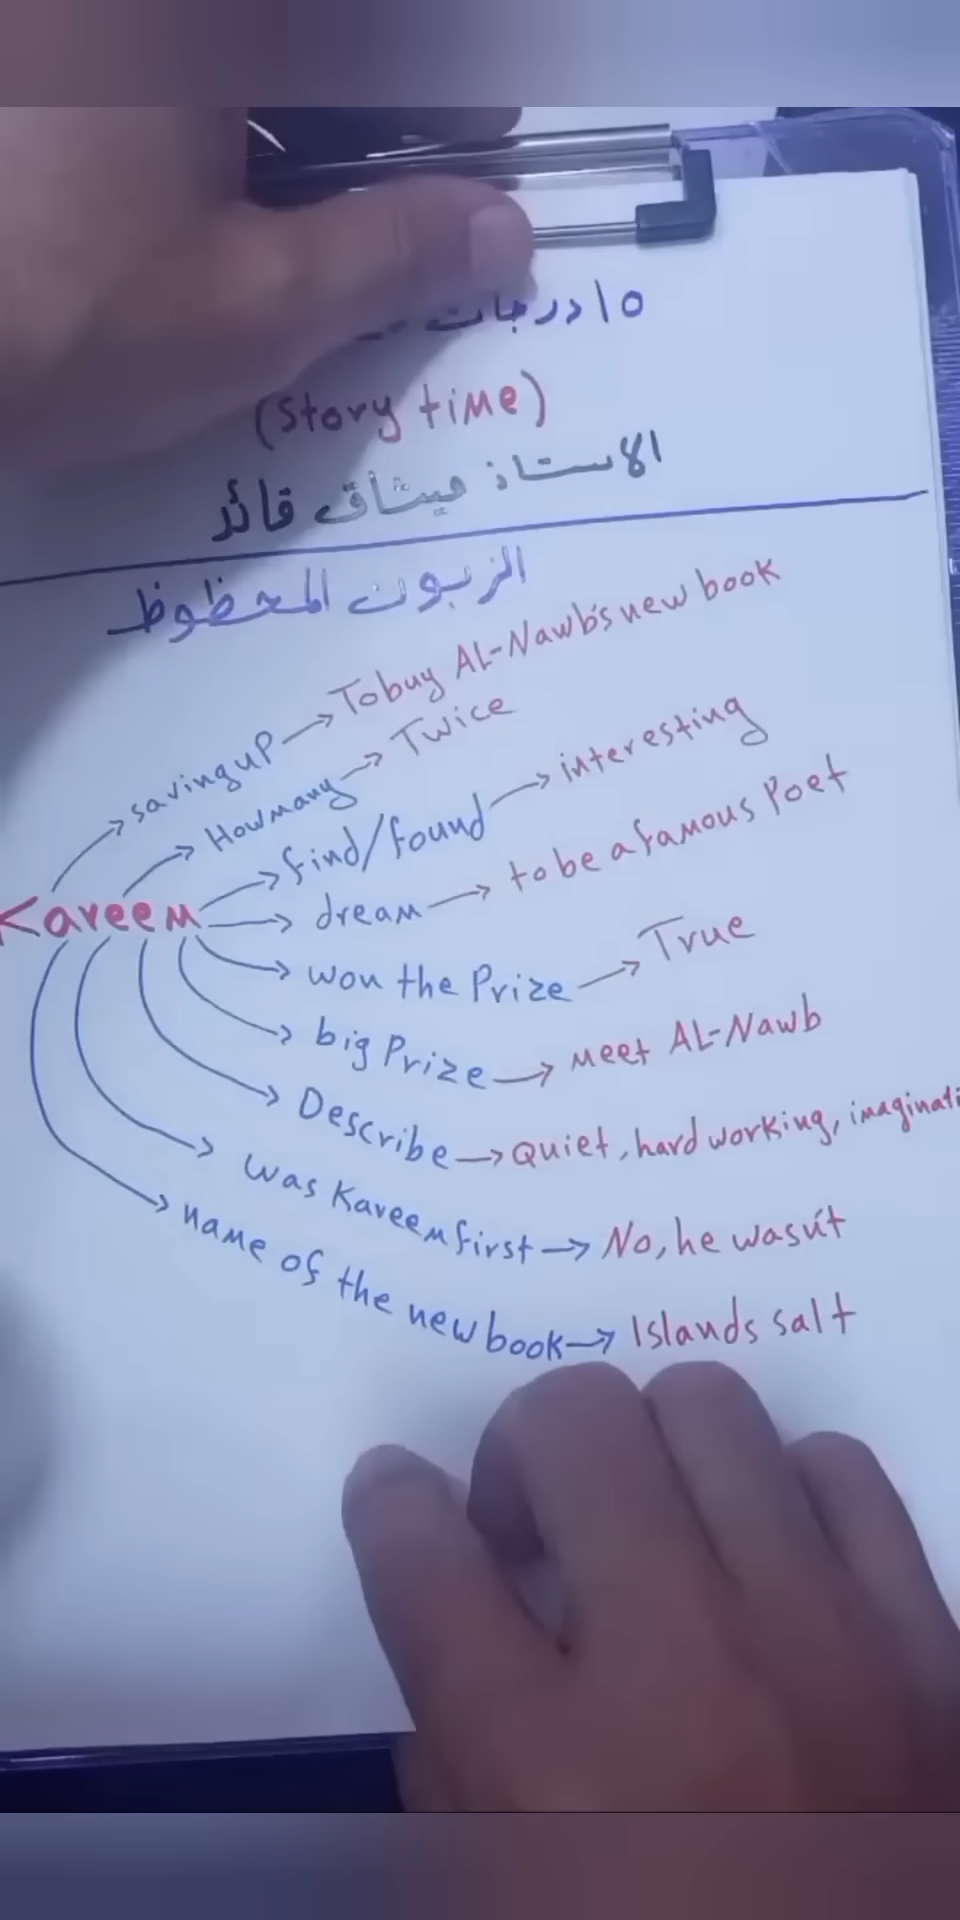 ١٥ درجات
(Story time)
الاستاذ ميثاق قائد
الزبون المحظوظ
Kareem
saving up → To buy AL-Nawb's new book
How many → Twice
find/found → interesting
dream → to be a famous Poet
won the Prize → True
big Prize → meet AL-Nawb
Describe → Quiet, hard working, imaginati
was Kareem first → No, he wasn't
name of the new book → Islands salt